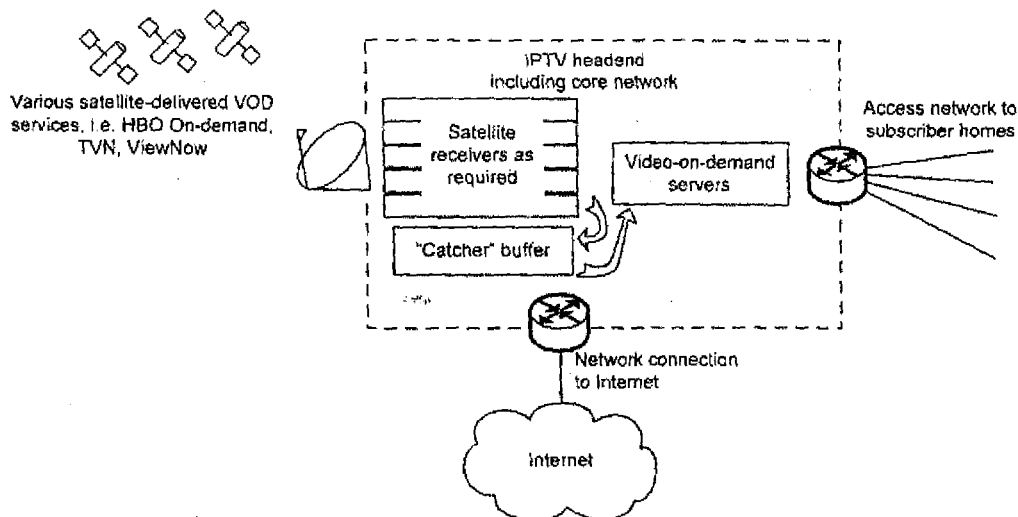 Various satellite-delivered VOD
services, i.e. HBO On-demand,
TVN, ViewNow
IPTV headend
including core network
Satellite
receivers as
required
"Catcher" buffer
Video-on-demand
servers
Access network to
subscriber homes
Network connection
to Internet
Internet